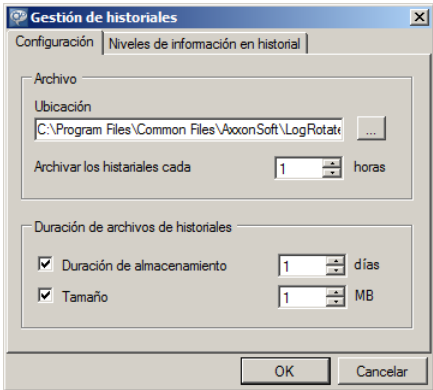 Gestión de historiales
Configuración Niveles de información en historial
Archivo
Ubicación
C:\Program Files\Common Files\AxxonSoft\LogRotate ...
Archivar los histariales cada 1 horas
Duración de archivos de historiales
Duración de almacenamiento 1 días
Tamaño 1 MB
OK Cancelar